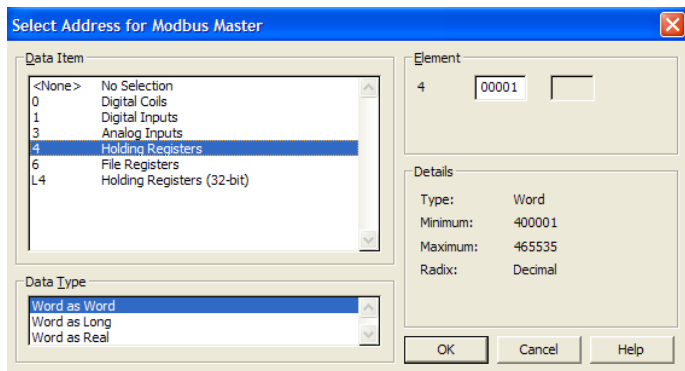 Select Address for Modbus Master
Data Item
<None> No Selection
0 Digital Coils
1 Digital Inputs
3 Analog Inputs
4 Holding Registers
6 File Registers
L4 Holding Registers (32-bit)
Data Type
Word as Word
Word as Long
Word as Real
Element
4 00001
Details
Type: Word
Minimum: 400001
Maximum: 465535
Radix: Decimal
OK Cancel Help